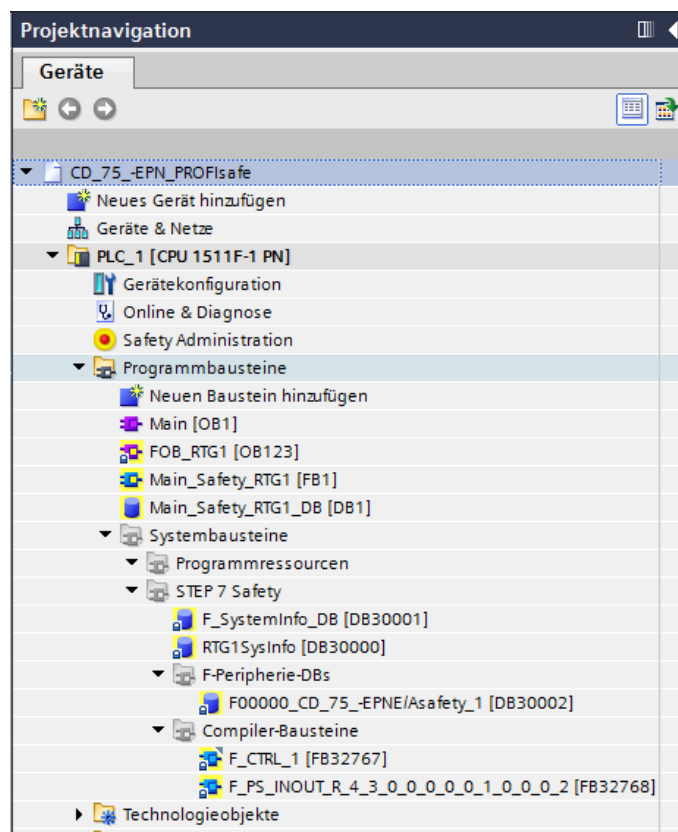 Projektnavigation
Geräte
CD_75_-EPN_PROFIsafe
Neues Gerät hinzufügen
Geräte & Netze
PLC_1 [CPU 1511F-1 PN]
Gerätekonfiguration
Online & Diagnose
Safety Administration
Programmbausteine
Neuen Baustein hinzufügen
Main [OB1]
FOB_RTG1 [OB123]
Main_Safety_RTG1 [FB1]
Main_Safety_RTG1_DB [DB1]
Systembausteine
Programmressourcen
STEP 7 Safety
F_SystemInfo_DB [DB30001]
RTG1SysInfo [DB30000]
F-Peripherie-DBs
F00000_CD_75_-EPNE/Asafety_1 [DB30002]
Compiler-Bausteine
F_CTRL_1 [FB32767]
F_PS_INOUT_R_4_3_0_0_0_0_0_1_0_0_0_2 [FB32768]
Technologieobjekte